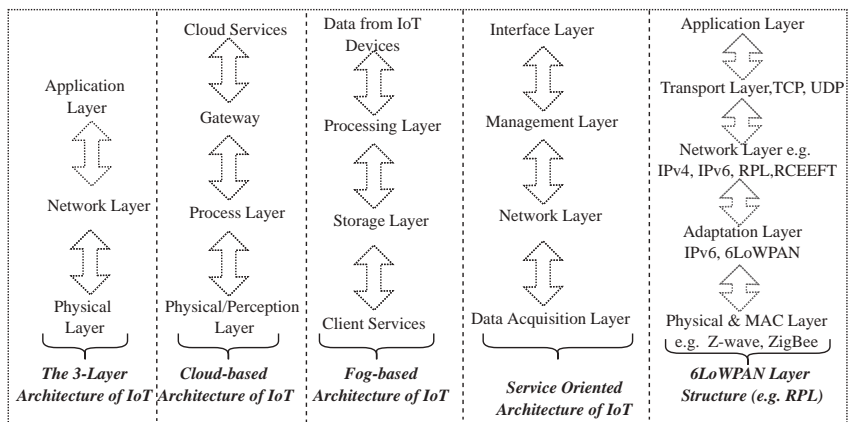 Application
Layer
Network Layer
Physical
Layer
The 3-Layer
Architecture of IoT
Cloud Services
Gateway
Process Layer
Physical/Perception
Layer
Cloud-based
Architecture of IoT
Data from IoT
Devices
Processing Layer
Storage Layer
Client Services
Fog-based
Architecture of IoT
Interface Layer
Management Layer
Network Layer
Data Acquisition Layer
Service Oriented
Architecture of IoT
Application Layer
Transport Layer,TCP, UDP
Network Layer e.g.
IPv4, IPv6, RPL,RCEEFT
Adaptation Layer
IPv6, 6LoWPAN
Physical & MAC Layer
e.g. Z-wave, ZigBee
6LoWPAN Layer
Structure (e.g. RPL)